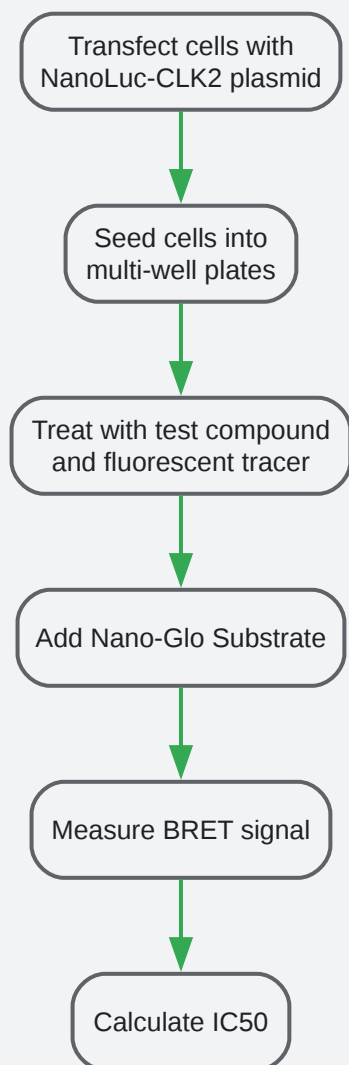 Transfect cells with
NanoLuc-CLK2 plasmid
Seed cells into
multi-well plates
Treat with test compound
and fluorescent tracer
Add Nano-Glo Substrate
Measure BRET signal
Calculate IC50